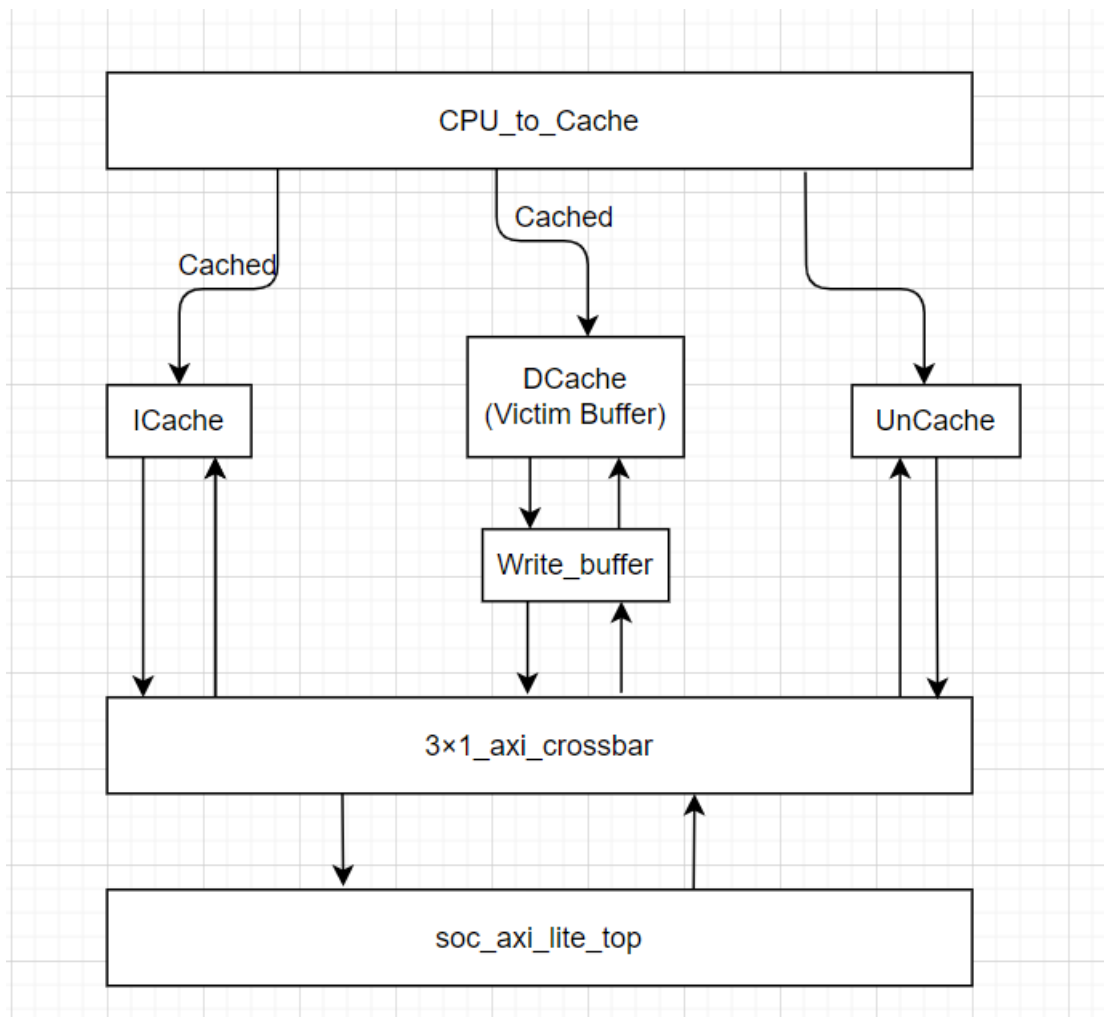 CPU_to_Cache
Cached
Cached
DCache
(Victim Buffer)
ICache
UnCache
Write_buffer
3×1_axi_crossbar
soc_axi_lite_top